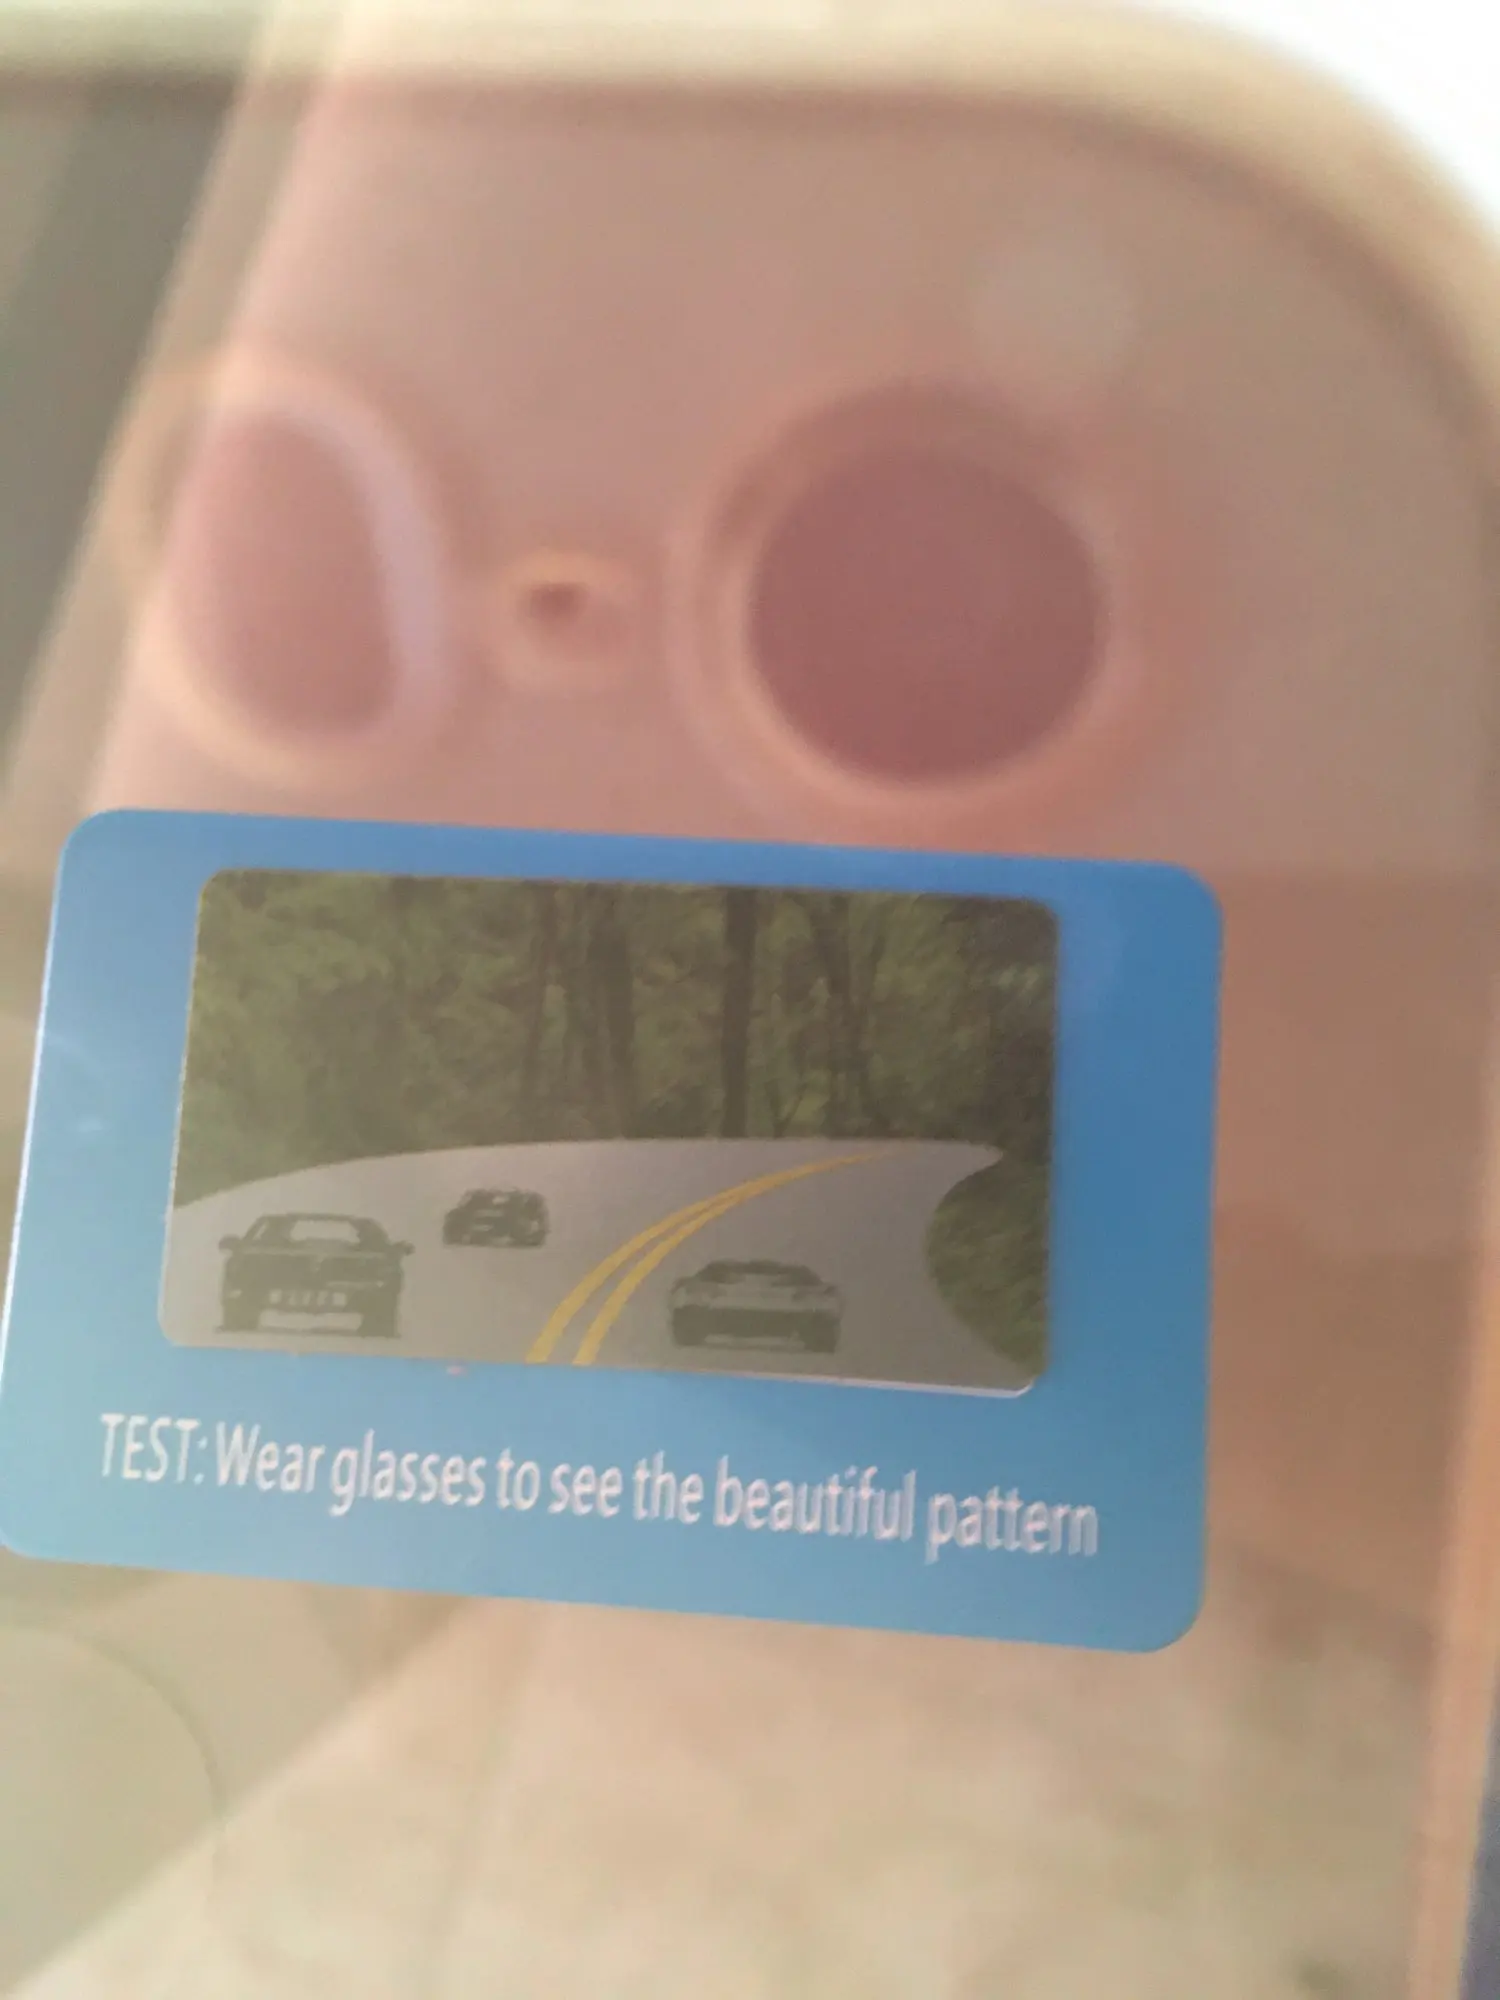 TEST: Wear glasses to see the beautiful pattern